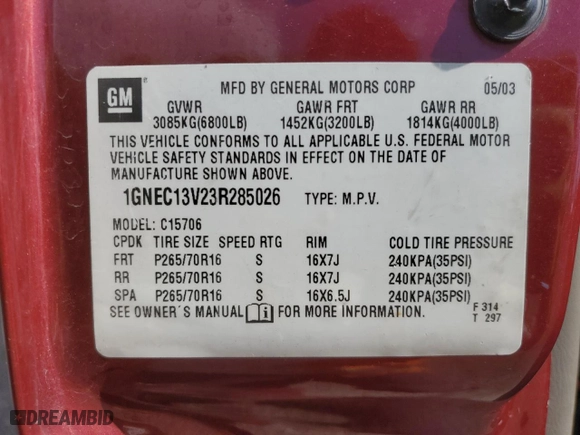 GM
MFD BY GENERAL MOTORS CORP 05/03
GVWR GAWR FRT GAWR RR
3085KG(6800LB) 1452KG(3200LB) 1814KG(4000LB)
THIS VEHICLE CONFORMS TO ALL APPLICABLE U.S. FEDERAL MOTOR
VEHICLE SAFETY STANDARDS IN EFFECT ON THE DATE OF
MANUFACTURE SHOWN ABOVE.
1GNEC13V23R285026 TYPE: M.P.V.
MODEL: C15706
CPDK TIRE SIZE SPEED RTG RIM COLD TIRE PRESSURE
FRT P265/70R16 S 16X7J 240KPA(35PSI)
RR P265/70R16 S 16X7J 240KPA(35PSI)
SPA P265/70R16 S 16X6.5J 240KPA(35PSI)
SEE OWNER'S MANUAL i FOR MORE INFORMATION.
F 314
T 297
DREAMBID